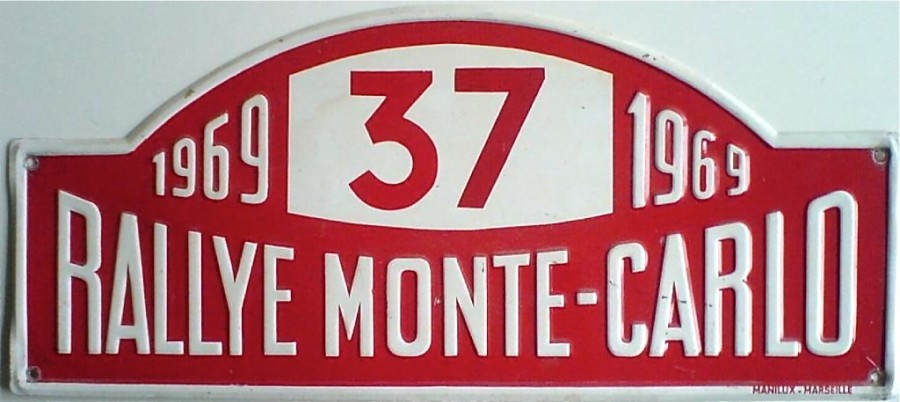 37
1969 1969
RALLYE MONTE-CARLO
MANILUX - MARSEILLE